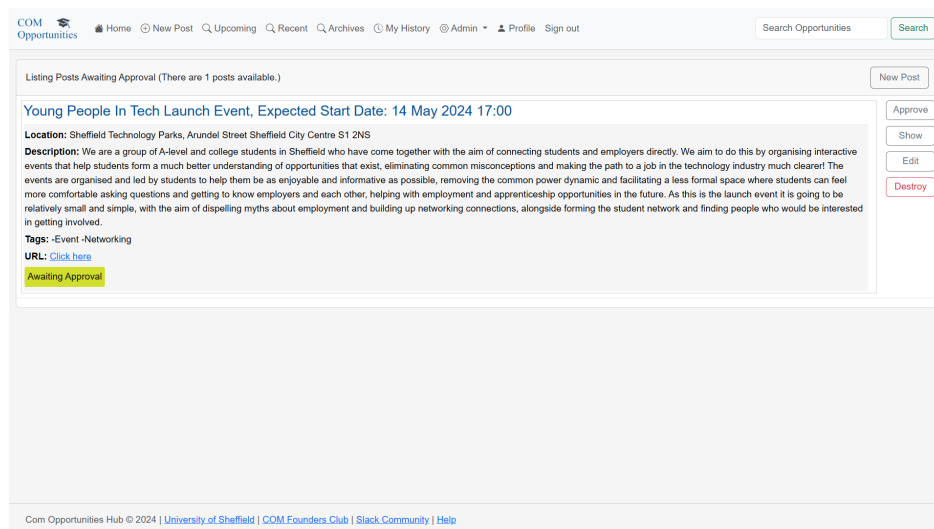 COM
Opportunities
Home New Post Upcoming Recent Archives My History Admin Profile Sign out
Search Opportunities
Search
Listing Posts Awaiting Approval (There are 1 posts available.)
New Post
Young People In Tech Launch Event, Expected Start Date: 14 May 2024 17:00
Approve
Location: Sheffield Technology Parks, Arundel Street Sheffield City Centre S1 2NS
Show
Description: We are a group of A-level and college students in Sheffield who have come together with the aim of connecting students and employers directly. We aim to do this by organising interactive
events that help students form a much better understanding of opportunities that exist, eliminating common misconceptions and making the path to a job in the technology industry much clearer! The
Edit
events are organised and led by students to help them be as enjoyable and informative as possible, removing the common power dynamic and facilitating a less formal space where students can feel
Destroy
more comfortable asking questions and getting to know employers and each other, helping with employment and apprenticeship opportunities in the future. As this is the launch event it is going to be
relatively small and simple, with the aim of dispelling myths about employment and building up networking connections, alongside forming the student network and finding people who would be interested
in getting involved.
Tags: -Event -Networking
URL: Click here
Awaiting Approval
Com Opportunities Hub © 2024 | University of Sheffield | COM Founders Club | Slack Community | Help